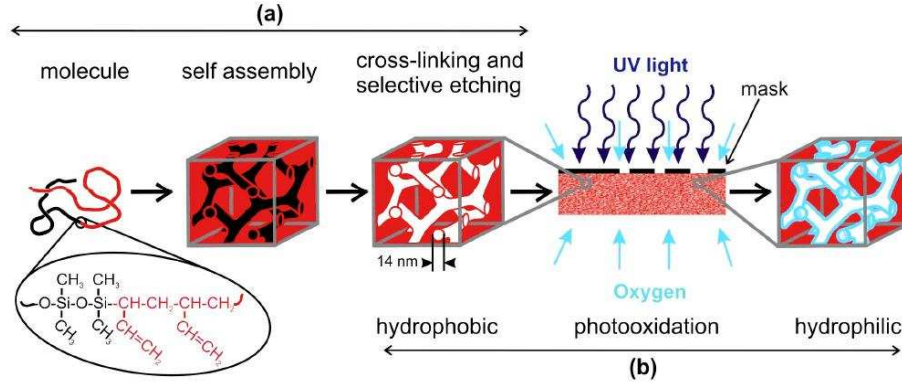 (a)
molecule
self assembly
cross-linking and
selective etching
UV light
mask
14 nm
CH3 CH3
O-Si-O-Si-CH-CH2-CH-CH2
CH3 CH3 CH=CH2 CH=CH2
Oxygen
hydrophobic
photooxidation
hydrophilic
(b)